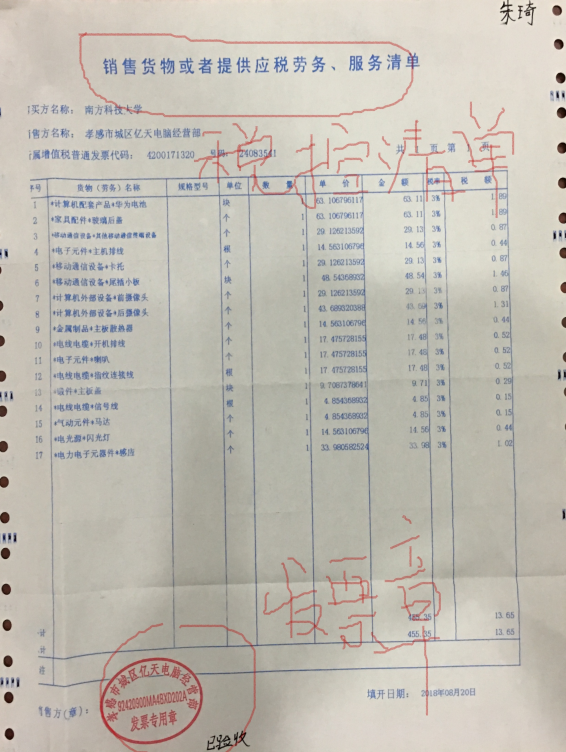 朱琦
销售货物或者提供应税劳务、服务清单
买方名称： 南方科技大学
售方名称： 孝感市城区亿天电脑经营部
属增值税普通发票代码： 4200171320 号码： 24083541 共 1 页 第 1 页
税控清单
序号 货物（劳务）名称 规格型号 单位 数 量 单 价 金 额 税率 税 额
1 *计算机配套产品*华为电池 块 1 63.106796117 63.11 3% 1.89
2 *家具配件*玻璃后盖 个 1 63.106796117 63.11 3% 1.89
3 *移动通信设备*其他移动通信终端设备 个 1 29.126213592 29.13 3% 0.87
4 *电子元件*主机排线 根 1 14.563106796 14.56 3% 0.44
5 *移动通信设备*卡托 个 1 29.126213592 29.13 3% 0.87
6 *移动通信设备*尾插小板 块 1 48.54368932 48.54 3% 1.46
7 *计算机外部设备*前摄像头 个 1 29.126213592 29.13 3% 0.87
8 *计算机外部设备*后摄像头 个 1 43.689320388 43.69 3% 1.31
9 *金属制品*主板散热器 个 1 14.563106796 14.56 3% 0.44
10 *电线电缆*开机排线 个 1 17.475728155 17.48 3% 0.52
11 *电子元件*喇叭 个 1 17.475728155 17.48 3% 0.52
12 *电线电缆*指纹连接线 根 1 17.475728155 17.48 3% 0.52
13 *主板盖 块 1 9.7087378641 9.71 3% 0.29
14 *电线电缆*信号线 根 1 4.854368932 4.85 3% 0.15
15 *气动元件*马达 个 1 4.854368932 4.85 3% 0.15
16 *电光源*闪光灯 个 1 14.563106796 14.56 3% 0.44
17 *电力电子元器件*感应 个 1 33.980582524 33.98 3% 1.02
发票章
455.35 13.65
455.35 13.65
孝感市城区亿天电脑经营部
92420900MA4BXD202A
发票专用章
售方（章）： 填开日期： 2018年08月20日
已验收